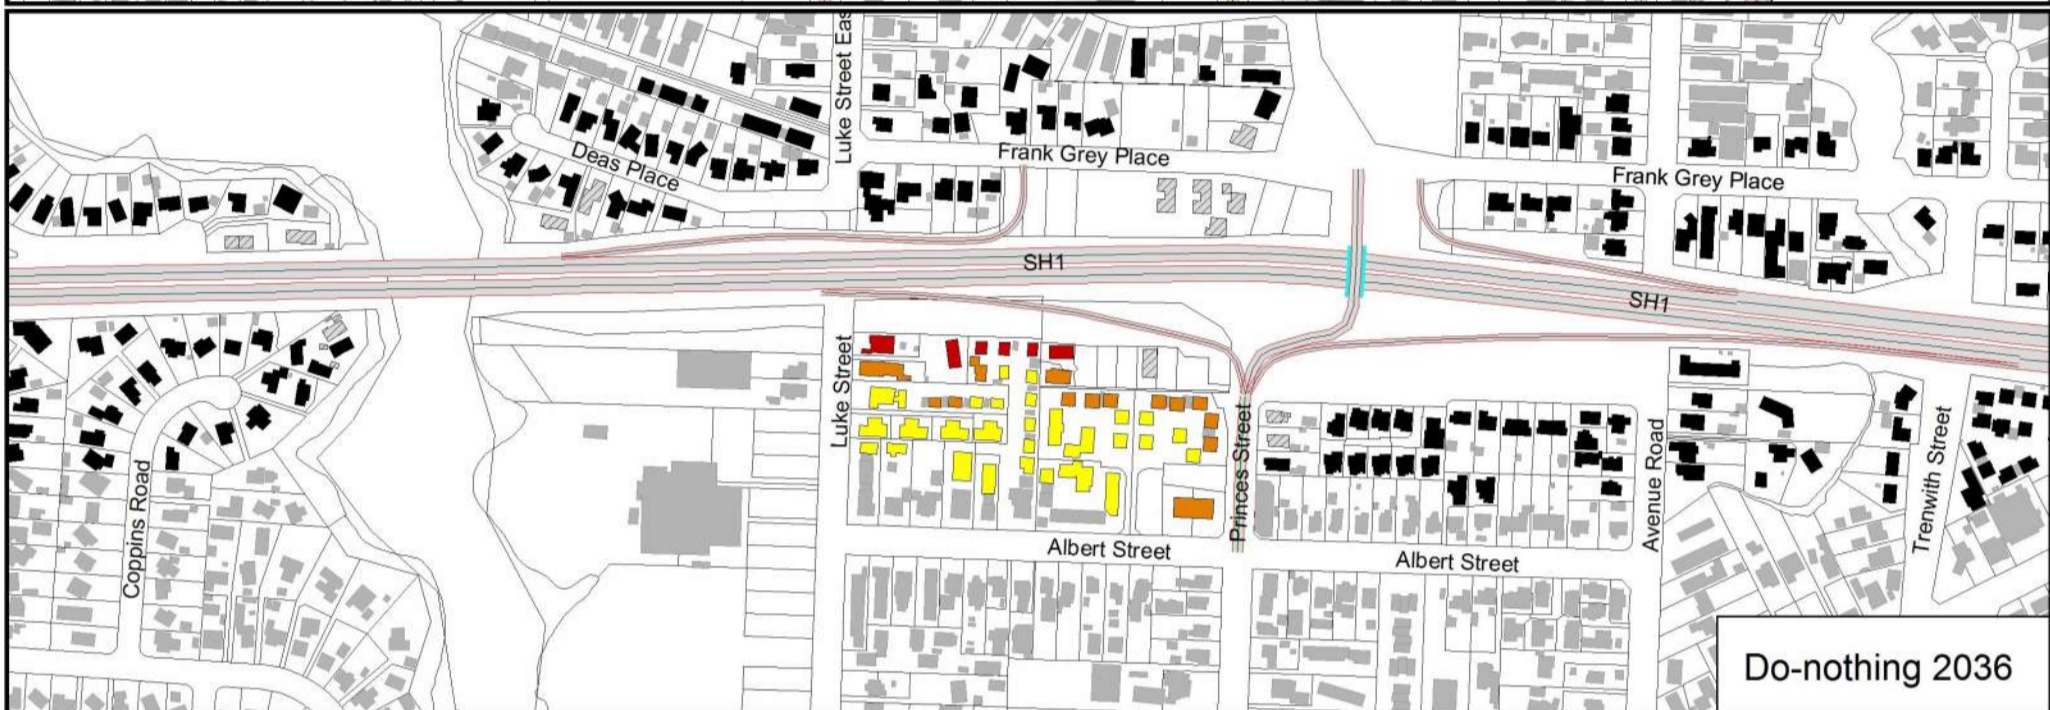 Luke Street Eas
Deas Place
Frank Grey Place
Frank Grey Place
SH1
SH1
Luke Street
Princes Street
Avenue Road
Trenwith Street
Coppins Road
Albert Street
Albert Street
Do-nothing 2036